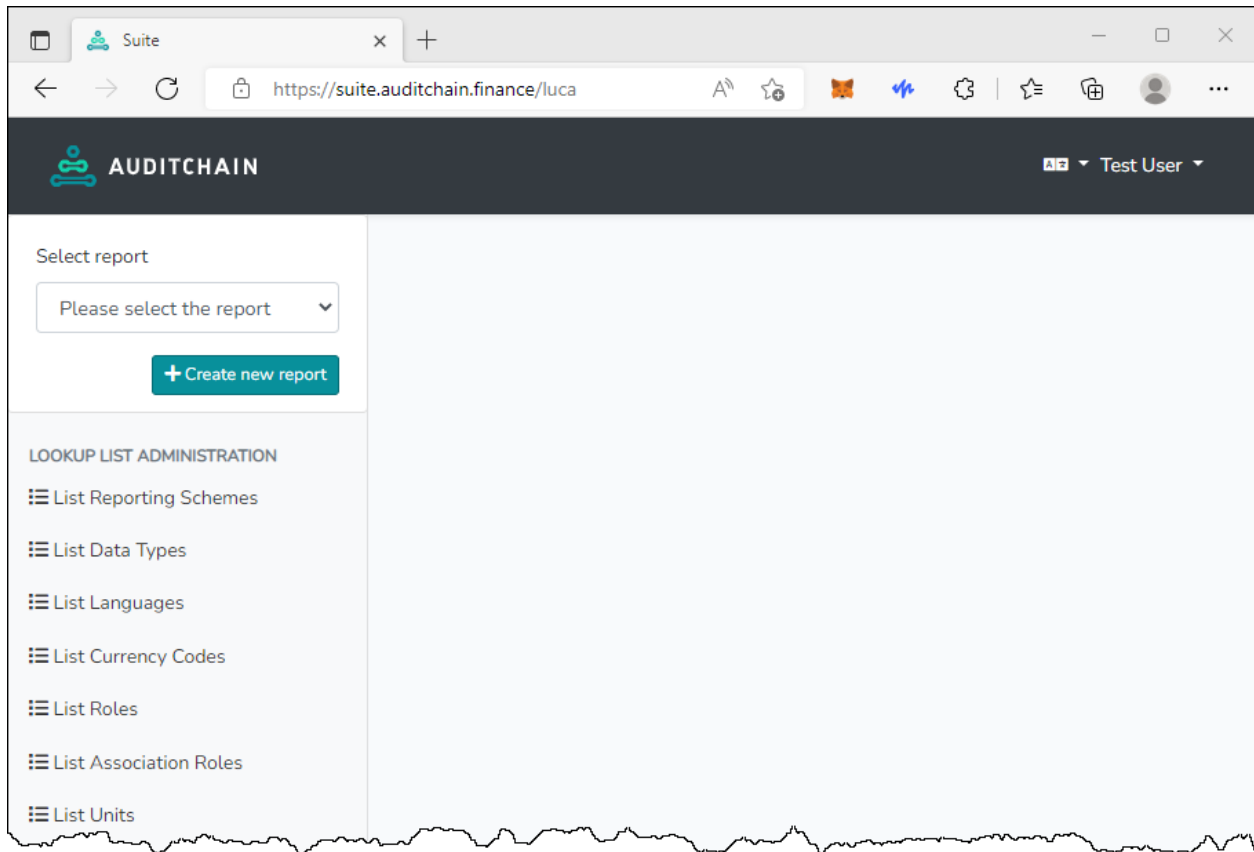 Suite
https://suite.auditchain.finance/luca
AUDITCHAIN
Test User
Select report
Please select the report
Create new report
LOOKUP LIST ADMINISTRATION
List Reporting Schemes
List Data Types
List Languages
List Currency Codes
List Roles
List Association Roles
List Units